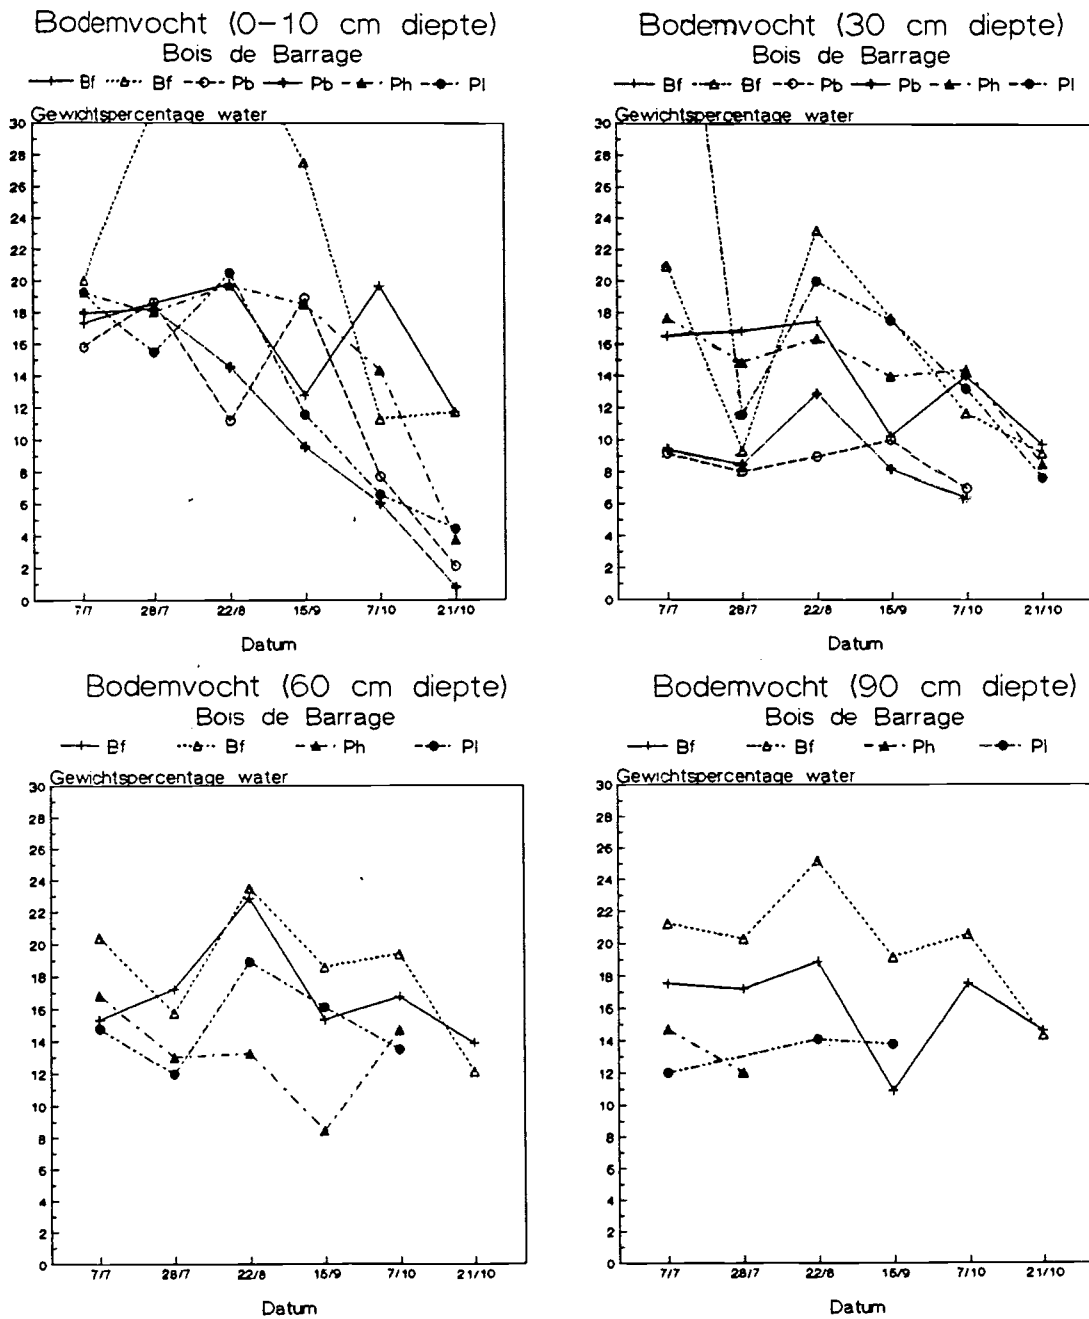 Bodemvocht (0-10 cm diepte)
Bois de Barrage
Bf Bf Pb Pb Ph Pl
Gewichtspercentage water
30
28
26
24
22
20
18
16
14
12
10
8
6
4
2
0
7/7 28/7 22/8 15/9 7/10 21/10
Datum
Bodemvocht (30 cm diepte)
Bois de Barrage
Bf Bf Pb Pb Ph Pl
Gewichtspercentage water
30
28
26
24
22
20
18
16
14
12
10
8
6
4
2
0
7/7 28/7 22/8 15/9 7/10 21/10
Datum
Bodemvocht (60 cm diepte)
Bois de Barrage
Bf Bf Ph Pl
Gewichtspercentage water
30
28
26
24
22
20
18
16
14
12
10
8
6
4
2
0
7/7 28/7 22/8 15/9 7/10 21/10
Datum
Bodemvocht (90 cm diepte)
Bois de Barrage
Bf Bf Ph Pl
Gewichtspercentage water
30
28
26
24
22
20
18
16
14
12
10
8
6
4
2
0
7/7 28/7 22/8 15/9 7/10 21/10
Datum